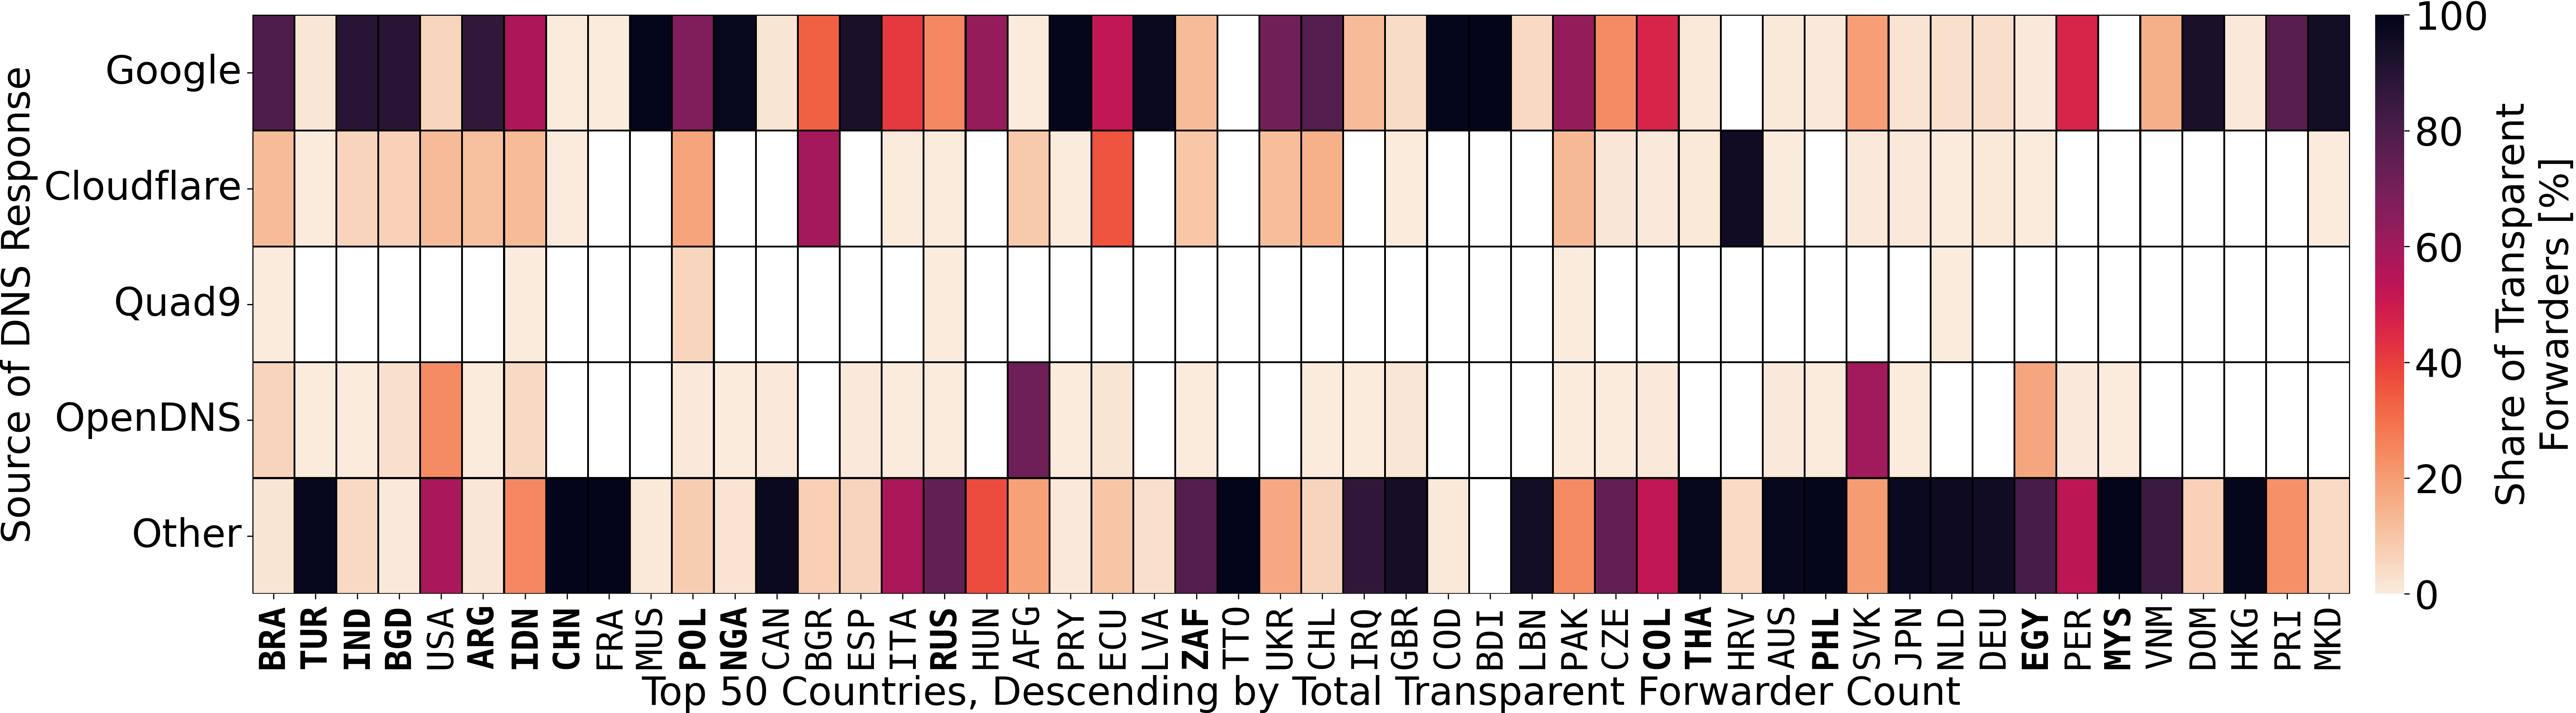 Source of DNS Response
Google
Cloudflare
Quad9
OpenDNS
Other
BRA TUR IND BGD USA ARG IDN CHN FRA MUS POL NGA CAN BGR ESP ITA RUS HUN AFG PRY ECU LVA ZAF TTO UKR CHL IRQ GBR COD BDI LBN PAK CZE COL THA HRV AUS PHL SVK JPN NLD DEU EGY PER MYS VNM DOM HKG PRI MKD
Top 50 Countries, Descending by Total Transparent Forwarder Count
100
80
60
40
20
0
Share of Transparent
Forwarders [%]